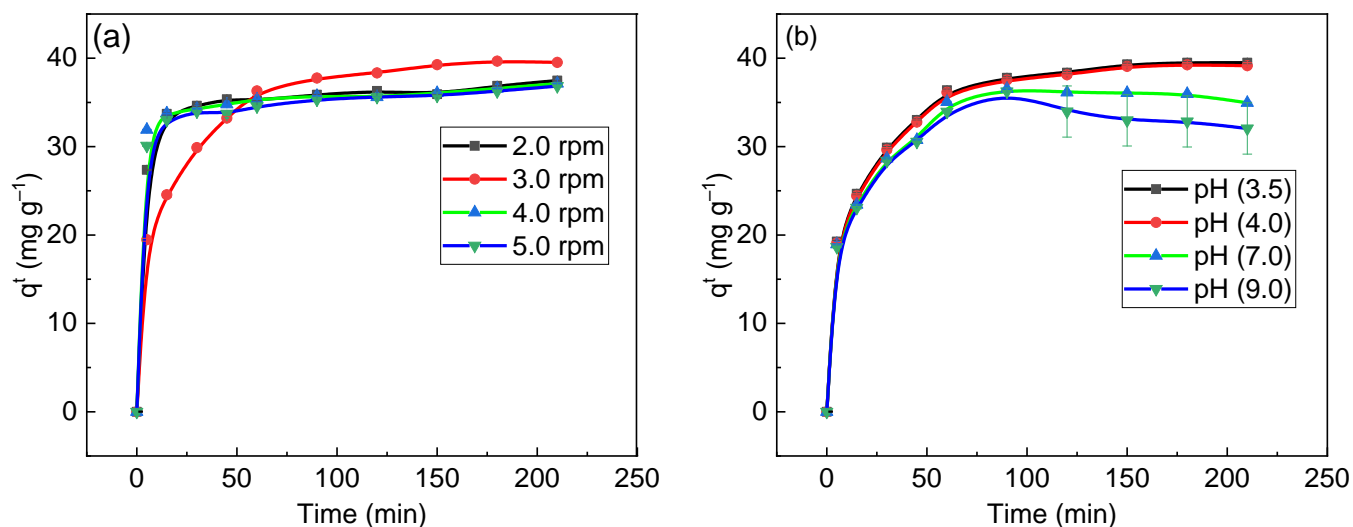 (a)
40
30
20
10
0
qᵗ (mg g⁻¹)
0 50 100 150 200 250
Time (min)
2.0 rpm
3.0 rpm
4.0 rpm
5.0 rpm
(b)
40
30
20
10
0
qᵗ (mg g⁻¹)
0 50 100 150 200 250
Time (min)
pH (3.5)
pH (4.0)
pH (7.0)
pH (9.0)